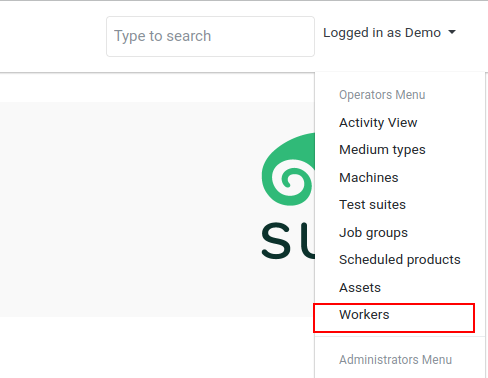 Type to search
Logged in as Demo
Operators Menu
Activity View
Medium types
Machines
Test suites
Job groups
Scheduled products
Assets
Workers
Administrators Menu